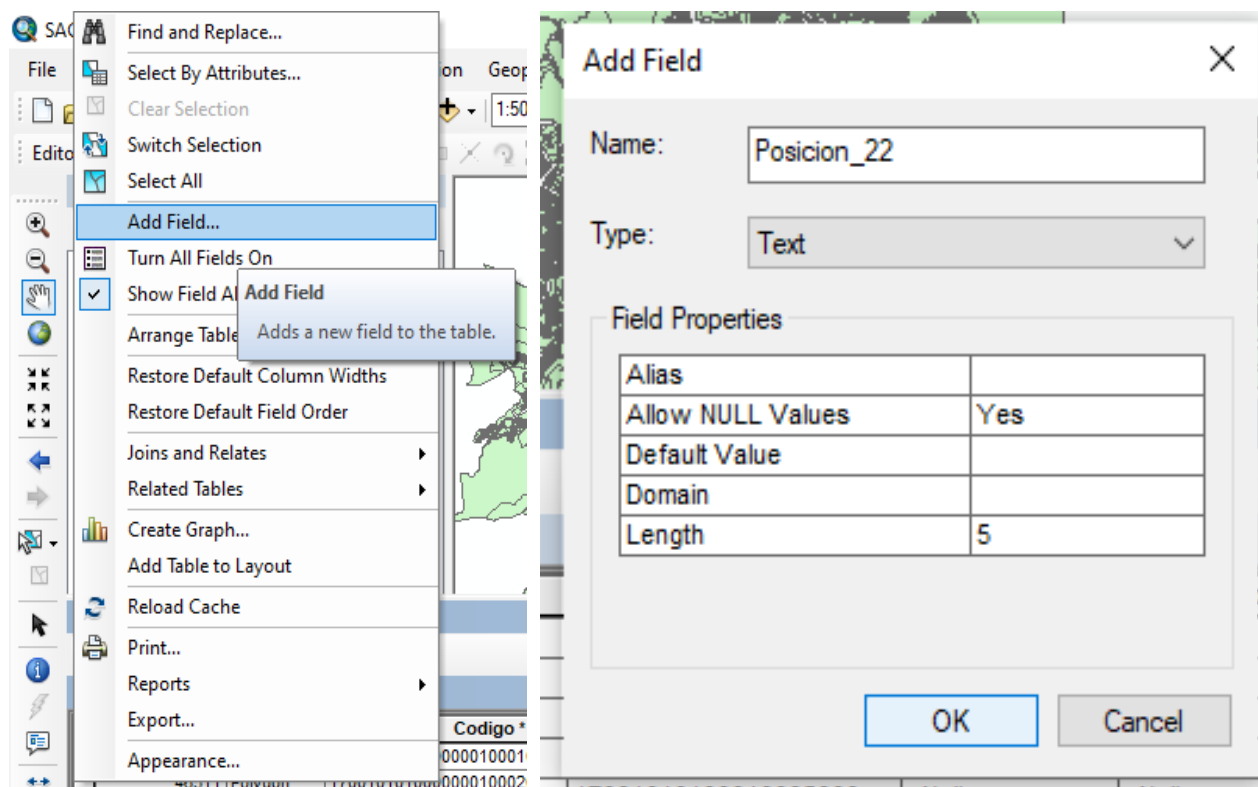 SAC
File
on Geop
1:50
Edito
Find and Replace...
Select By Attributes...
Clear Selection
Switch Selection
Select All
Add Field...
Turn All Fields On
Show Field Al
Add Field
Adds a new field to the table.
Arrange Table
Restore Default Column Widths
Restore Default Field Order
Joins and Relates
Related Tables
Create Graph...
Add Table to Layout
Reload Cache
Print...
Reports
Export...
Appearance...
Codigo *
Add Field
Name: Posicion_22
Type: Text
Field Properties
Alias
Allow NULL Values Yes
Default Value
Domain
Length 5
OK Cancel